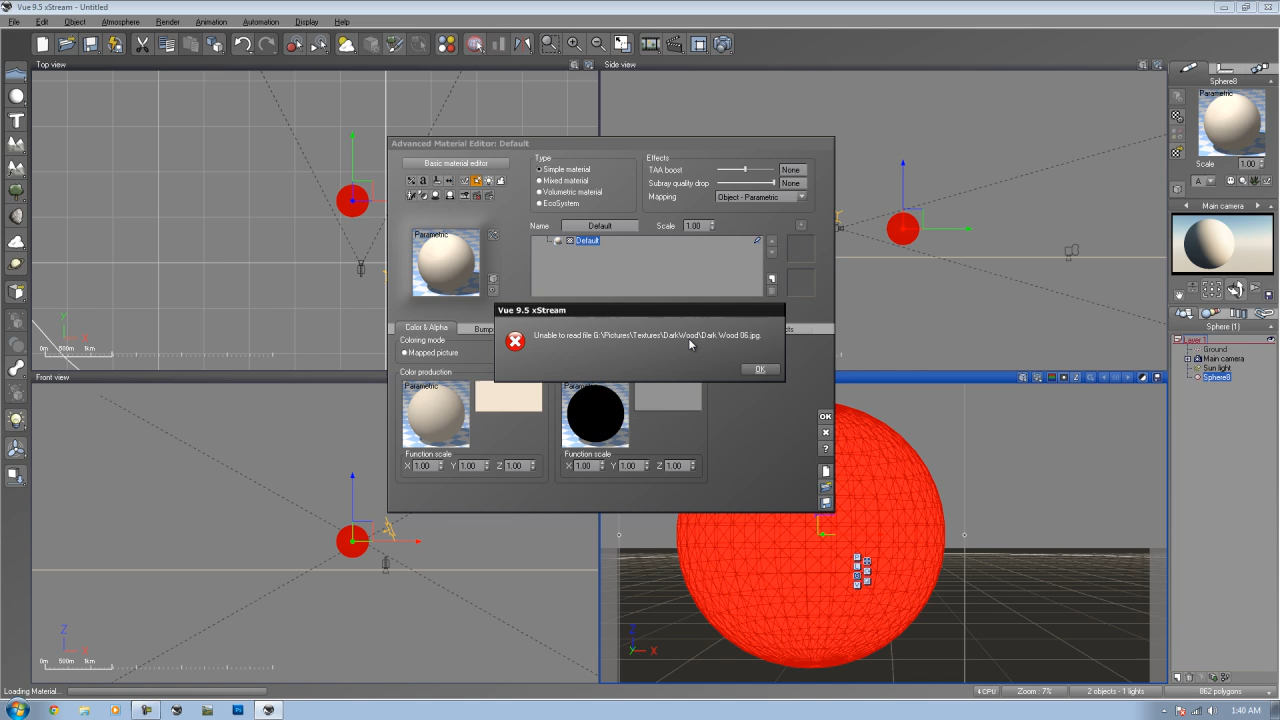 Vue 9.5 xStream - Untitled
File Edit Object Atmosphere Render Animation Automation Display Help
Top view
Side view
Sphere8
Parametric
Scale 1.00
A
Main camera
Advanced Material Editor: Default
Basic material editor
Type
Simple material
Mixed material
Volumetric material
EcoSystem
Effects
TAA boost None
Subray quality drop None
Mapping Object - Parametric
Name Default Scale 1.00
Parametric
Default
Vue 9.5 xStream
Unable to read file G:\Pictures\Textures\DarkWood\Dark Wood 06.jpg.
OK
Color & Alpha Bump
Coloring mode
Mapped picture
Color production
Parametric
Parametric
Function scale
X 1.00 Y 1.00 Z 1.00
Function scale
X 1.00 Y 1.00 Z 1.00
OK
?
Sphere (1)
Layer 1
Ground
Main camera
Sun light
Sphere8
Y
0m 500m 1km
Front view
Z
0m 500m 1km
Z
Y X
Loading Material...
4 CPU
Zoom : 7%
2 objects - 1 lights
862 polygons
1:40 AM